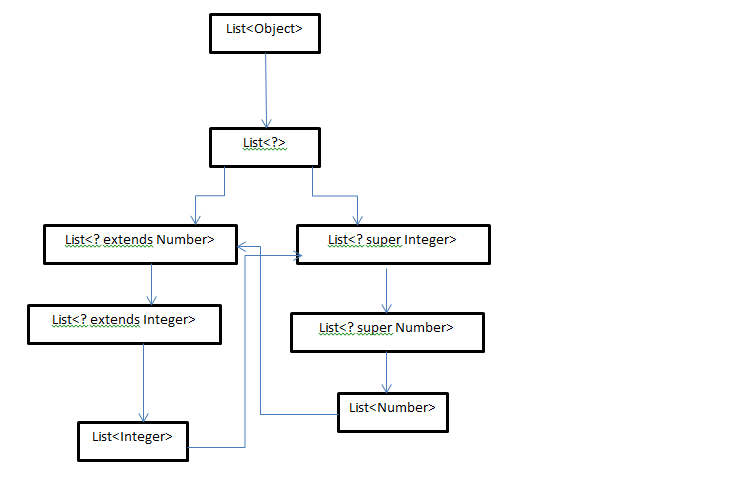 List<Object>
List<?>
List<? extends Number>
List<? super Integer>
List<? extends Integer>
List<? super Number>
List<Number>
List<Integer>